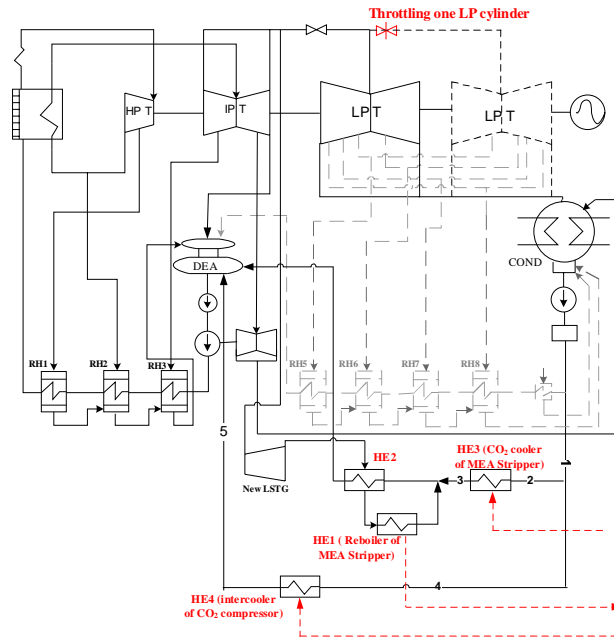 Throttling one LP cylinder
HP T
IP T
LP T
LP T
DEA
COND
RH1
RH2
RH3
RH5
RH6
RH7
RH8
5
1
New LSTG
HE2
HE3 (CO₂ cooler
of MEA Stripper)
3
2
HE1 ( Reboiler of
MEA Stripper)
4
HE4 (intercooler
of CO₂ compressor)